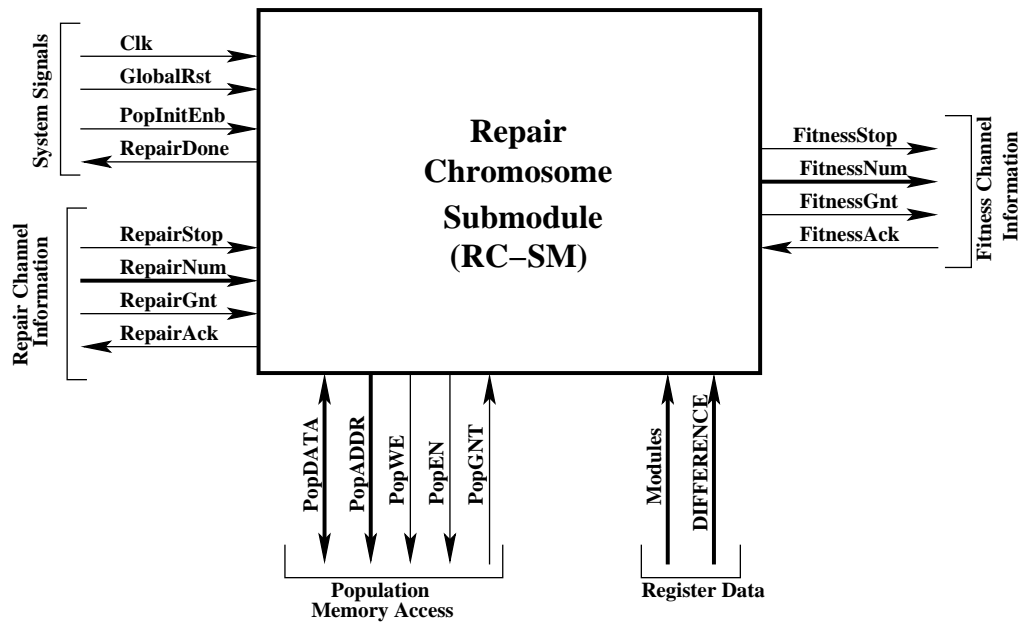 System Signals
Clk
GlobalRst
PopInitEnb
RepairDone
Repair Channel
Information
RepairStop
RepairNum
RepairGnt
RepairAck
Repair
Chromosome
Submodule
(RC−SM)
FitnessStop
FitnessNum
FitnessGnt
FitnessAck
Fitness Channel
Information
PopDATA
PopADDR
PopWE
PopEN
PopGNT
Population
Memory Access
Modules
DIFFERENCE
Register Data